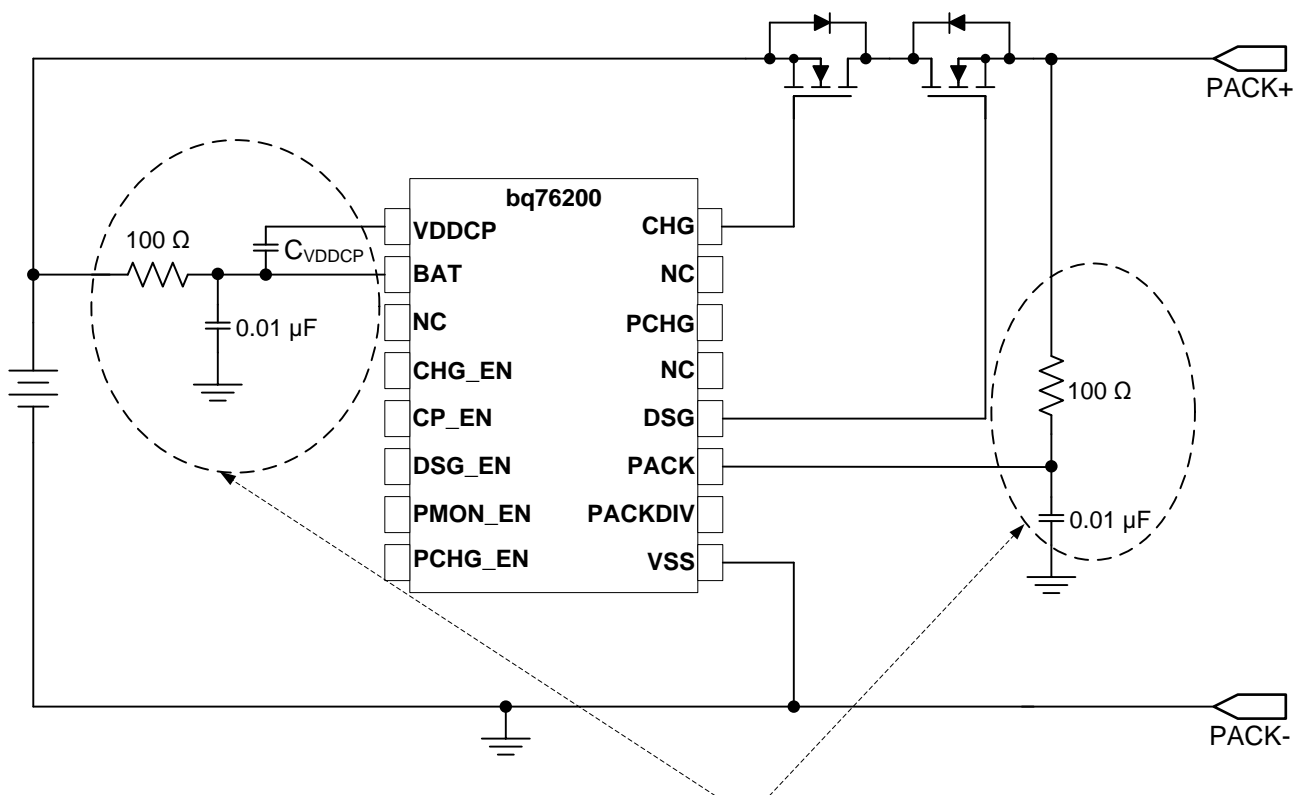 PACK+
bq76200
VDDCP
CHG
100 Ω
CVDDCP
BAT
NC
NC
PCHG
0.01 µF
CHG_EN
NC
100 Ω
CP_EN
DSG
DSG_EN
PACK
PMON_EN
PACKDIV
0.01 µF
PCHG_EN
VSS
PACK-